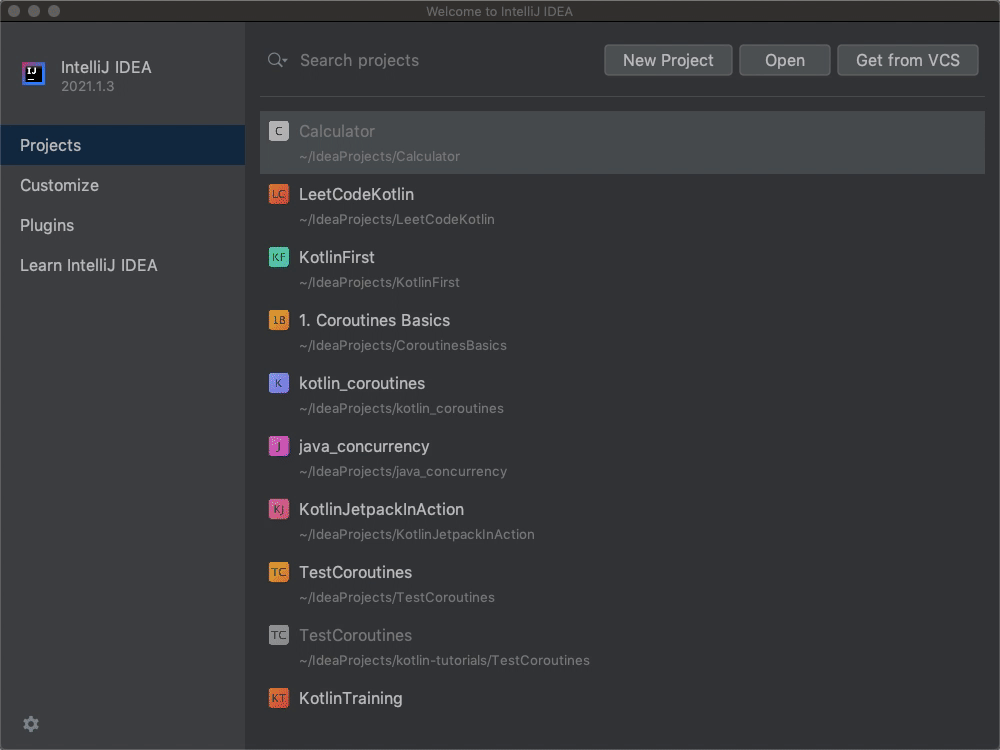 Welcome to IntelliJ IDEA
IJ
IntelliJ IDEA
2021.1.3
Projects
Customize
Plugins
Learn IntelliJ IDEA
Search projects
New Project
Open
Get from VCS
C
Calculator
~/IdeaProjects/Calculator
LC
LeetCodeKotlin
~/IdeaProjects/LeetCodeKotlin
KF
KotlinFirst
~/IdeaProjects/KotlinFirst
1B
1. Coroutines Basics
~/IdeaProjects/CoroutinesBasics
K
kotlin_coroutines
~/IdeaProjects/kotlin_coroutines
J
java_concurrency
~/IdeaProjects/java_concurrency
KJ
KotlinJetpackInAction
~/IdeaProjects/KotlinJetpackInAction
TC
TestCoroutines
~/IdeaProjects/TestCoroutines
TC
TestCoroutines
~/IdeaProjects/kotlin-tutorials/TestCoroutines
KT
KotlinTraining